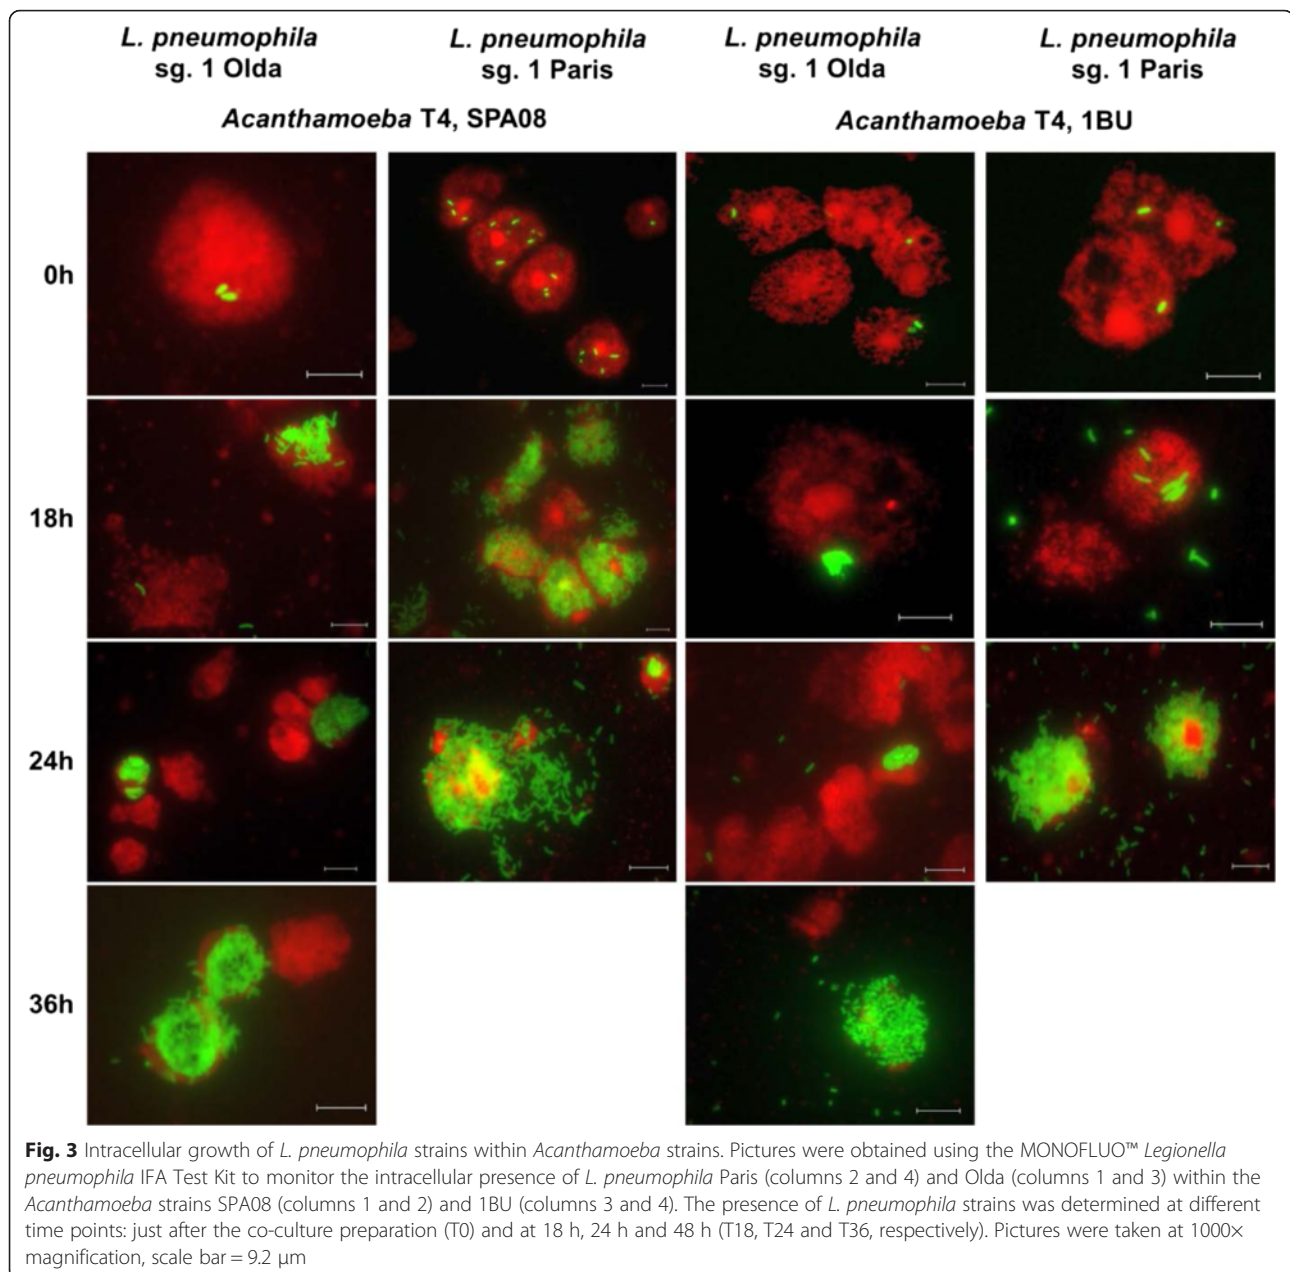 L. pneumophila sg. 1 Olda
L. pneumophila sg. 1 Paris
L. pneumophila sg. 1 Olda
L. pneumophila sg. 1 Paris
Acanthamoeba T4, SPA08
Acanthamoeba T4, 1BU
0h
18h
24h
36h
Fig. 3 Intracellular growth of L. pneumophila strains within Acanthamoeba strains. Pictures were obtained using the MONOFLUO™ Legionella
pneumophila IFA Test Kit to monitor the intracellular presence of L. pneumophila Paris (columns 2 and 4) and Olda (columns 1 and 3) within the
Acanthamoeba strains SPA08 (columns 1 and 2) and 1BU (columns 3 and 4). The presence of L. pneumophila strains was determined at different
time points: just after the co-culture preparation (T0) and at 18 h, 24 h and 48 h (T18, T24 and T36, respectively). Pictures were taken at 1000×
magnification, scale bar = 9.2 μm